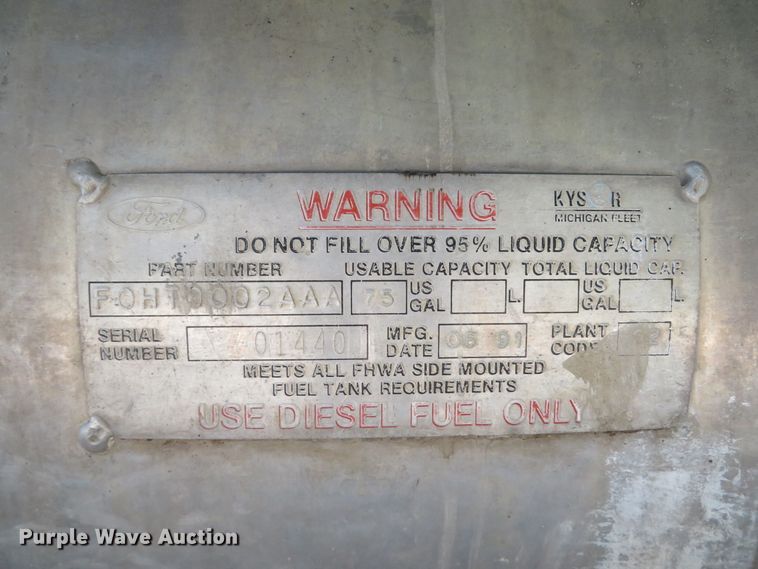 Ford WARNING KYSOR
MICHIGAN FLEET
DO NOT FILL OVER 95% LIQUID CAPACITY
PART NUMBER USABLE CAPACITY TOTAL LIQUID CAP.
75 US GAL L. US GAL L.
SERIAL NUMBER 01440 MFG. DATE 05 91 PLANT CODE
MEETS ALL FHWA SIDE MOUNTED
FUEL TANK REQUIREMENTS
USE DIESEL FUEL ONLY
Purple Wave Auction